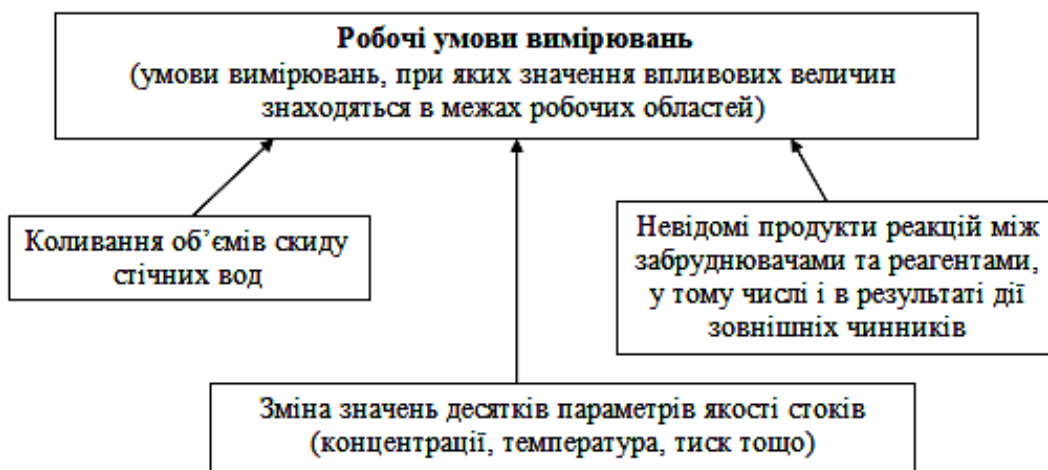 Робочі умови вимірювань
(умови вимірювань, при яких значення впливових величин
знаходяться в межах робочих областей)
Коливання об’ємів скиду
стічних вод
Невідомі продукти реакцій між
забруднювачами та реагентами,
у тому числі і в результаті дії
зовнішніх чинників
Зміна значень десятків параметрів якості стоків
(концентрації, температура, тиск тощо)